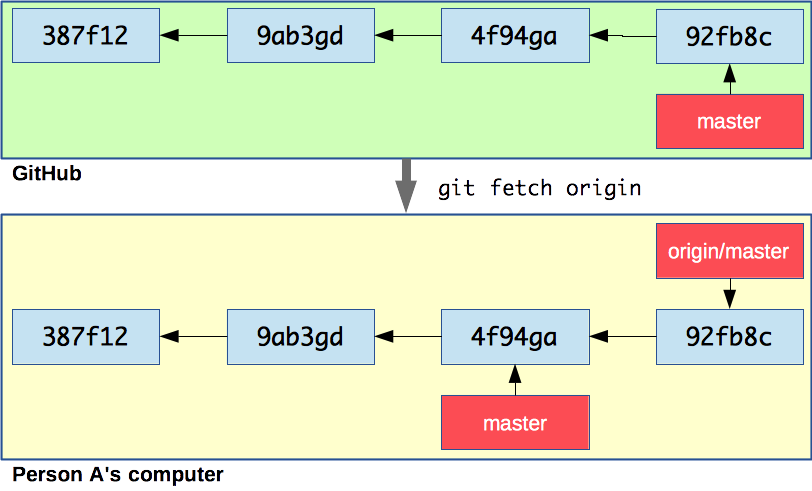 387f12 9ab3gd 4f94ga 92fb8c
master
GitHub
git fetch origin
origin/master
387f12 9ab3gd 4f94ga 92fb8c
master
Person A's computer